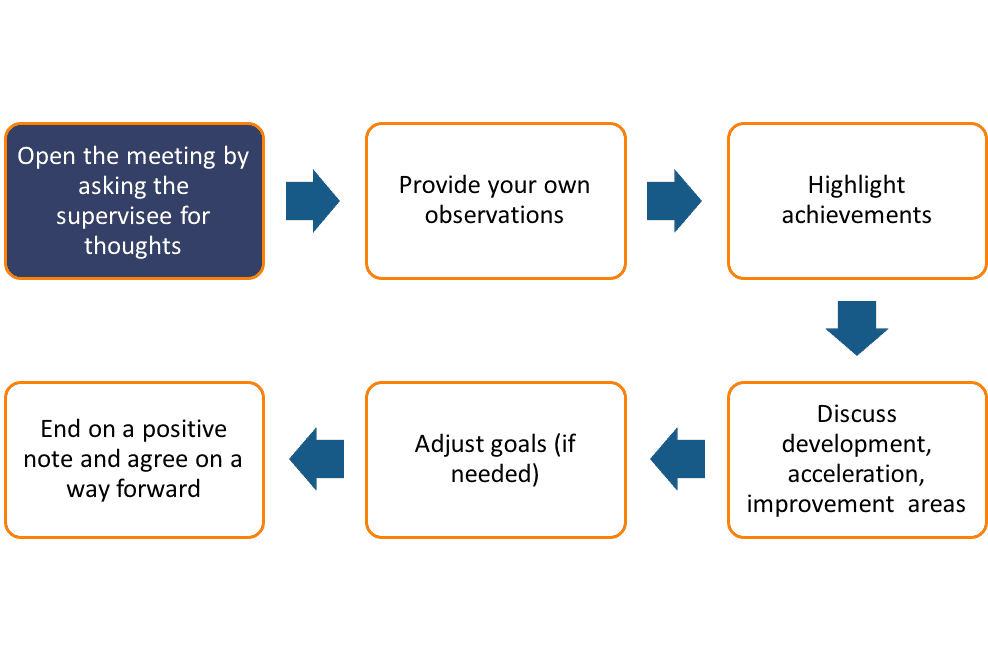 Open the meeting by
asking the
supervisee for
thoughts
Provide your own
observations
Highlight
achievements
Discuss
development,
acceleration,
improvement  areas
Adjust goals (if
needed)
End on a positive
note and agree on a
way forward